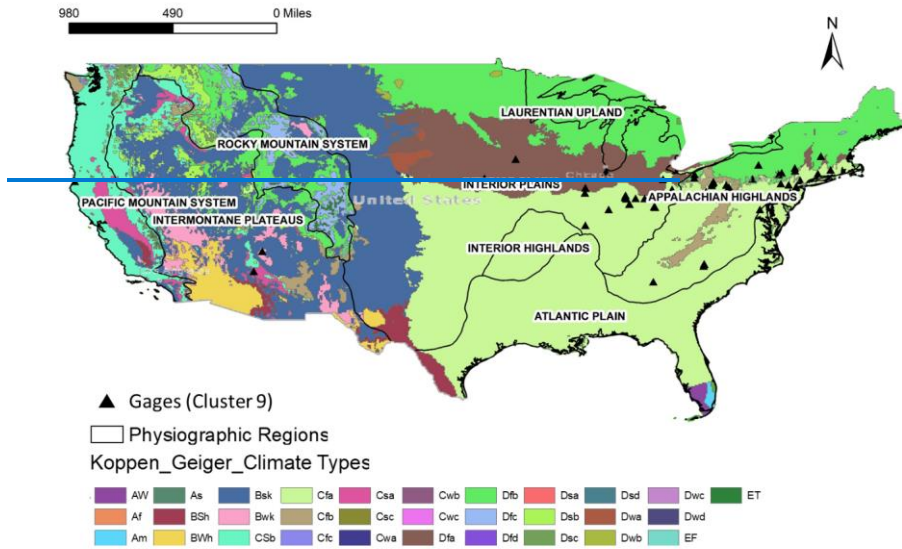 980 490 0 Miles
N
LAURENTIAN UPLAND
ROCKY MOUNTAIN SYSTEM
INTERIOR PLAINS
PACIFIC MOUNTAIN SYSTEM
United States
APPALACHIAN HIGHLANDS
INTERMONTANE PLATEAUS
INTERIOR HIGHLANDS
ATLANTIC PLAIN
Gages (Cluster 9)
Physiographic Regions
Koppen_Geiger_Climate Types
AW As Bsk Cfa Csa Cwb Dfb Dsa Dsd Dwc ET
Af BSh Bwk Cfb Csc Cwc Dfc Dsb Dwa Dwd
Am BWh CSb Cfc Cwa Dfa Dfd Dsc Dwb EF